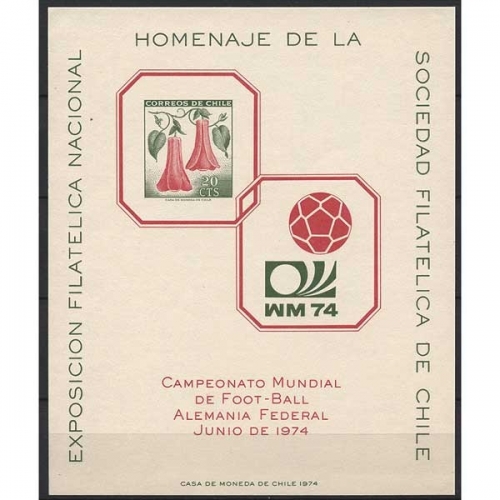 HOMENAJE DE LA
EXPOSICION FILATELICA NACIONAL
SOCIEDAD FILATELICA DE CHILE
CORREOS DE CHILE
20
CTS
CASA DE MONEDA DE CHILE
WM 74
CAMPEONATO MUNDIAL
DE FOOT-BALL
ALEMANIA FEDERAL
JUNIO DE 1974
CASA DE MONEDA DE CHILE 1974